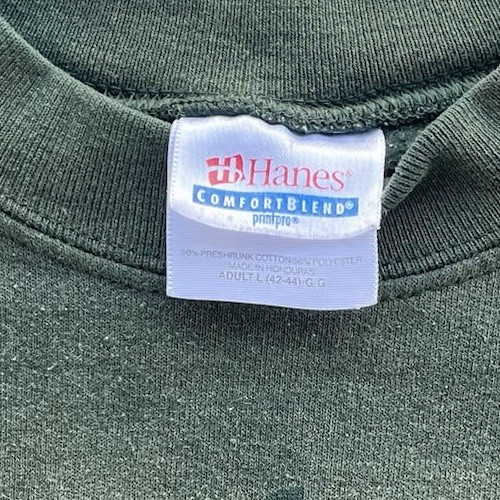 Hanes®
COMFORTBLEND®
printpro®
50% PRESHRUNK COTTON 50% POLYESTER
MADE IN HONDURAS
ADULT L (42-44) G/G